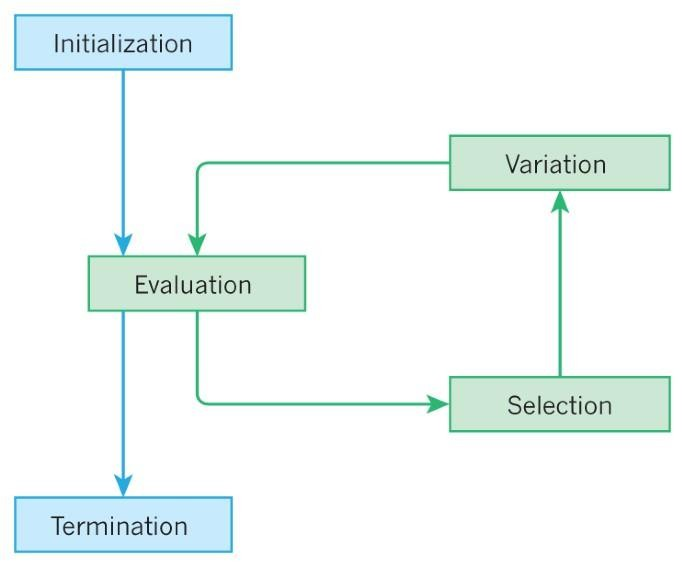 Initialization
Variation
Evaluation
Selection
Termination